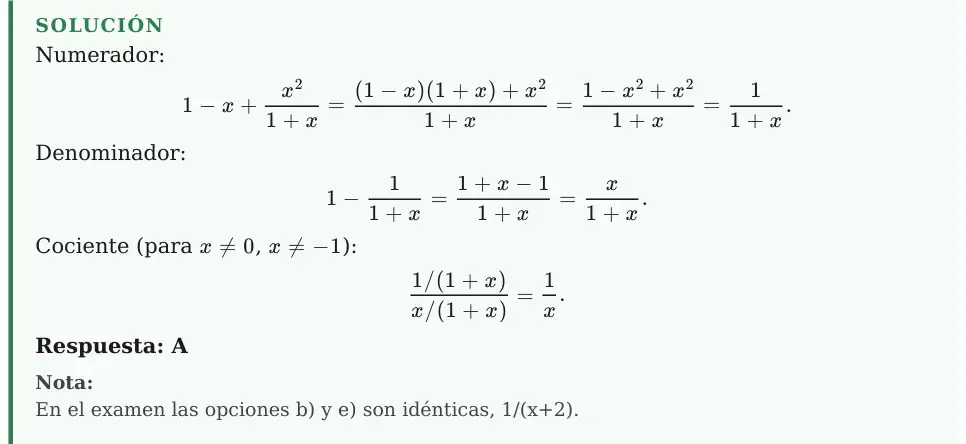 SOLUCIÓN
Numerador:
1 − x + x²/(1 + x) = ((1 − x)(1 + x) + x²)/(1 + x) = (1 − x² + x²)/(1 + x) = 1/(1 + x).
Denominador:
1 − 1/(1 + x) = (1 + x − 1)/(1 + x) = x/(1 + x).
Cociente (para x ≠ 0, x ≠ −1):
(1/(1 + x))/(x/(1 + x)) = 1/x.
Respuesta: A
Nota:
En el examen las opciones b) y e) son idénticas, 1/(x+2).